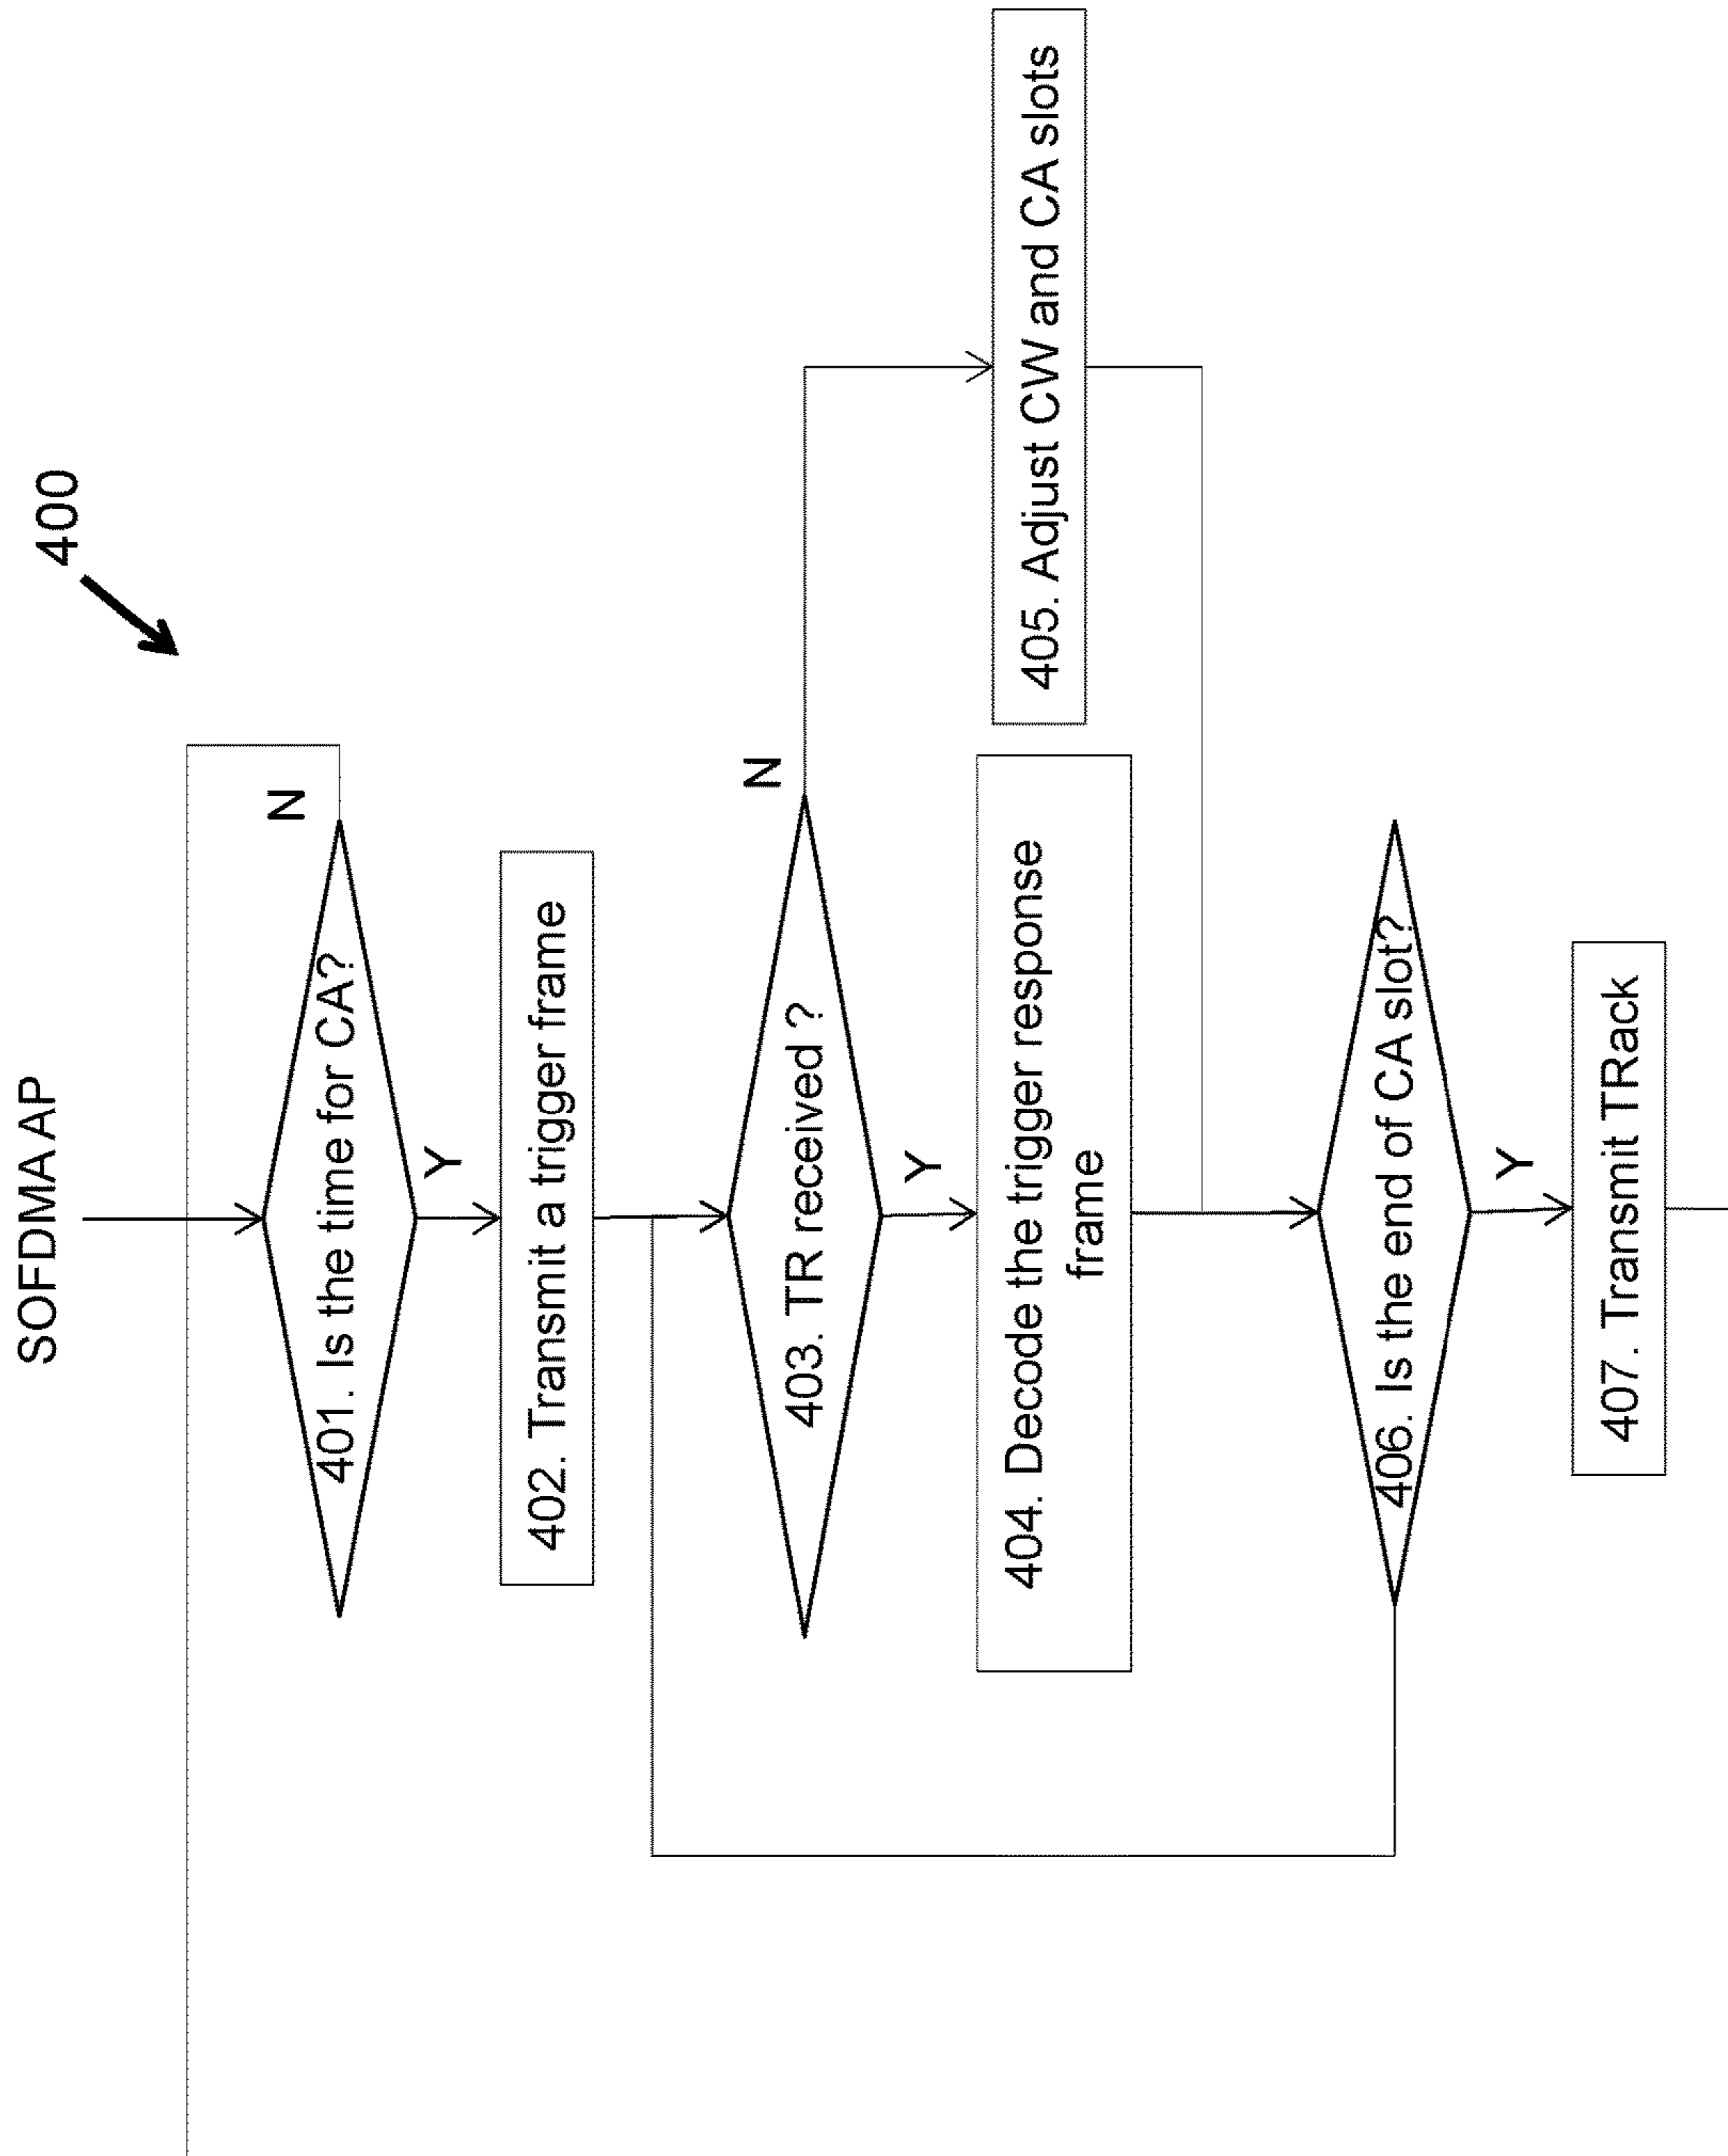 SOFDMA AP
400
401. Is the time for CA?
N
Y
402. Transmit a trigger frame
403. TR received ?
N
Y
404. Decode the trigger response
frame
405. Adjust CW and CA slots
406. Is the end of CA slot?
Y
407. Transmit TRack